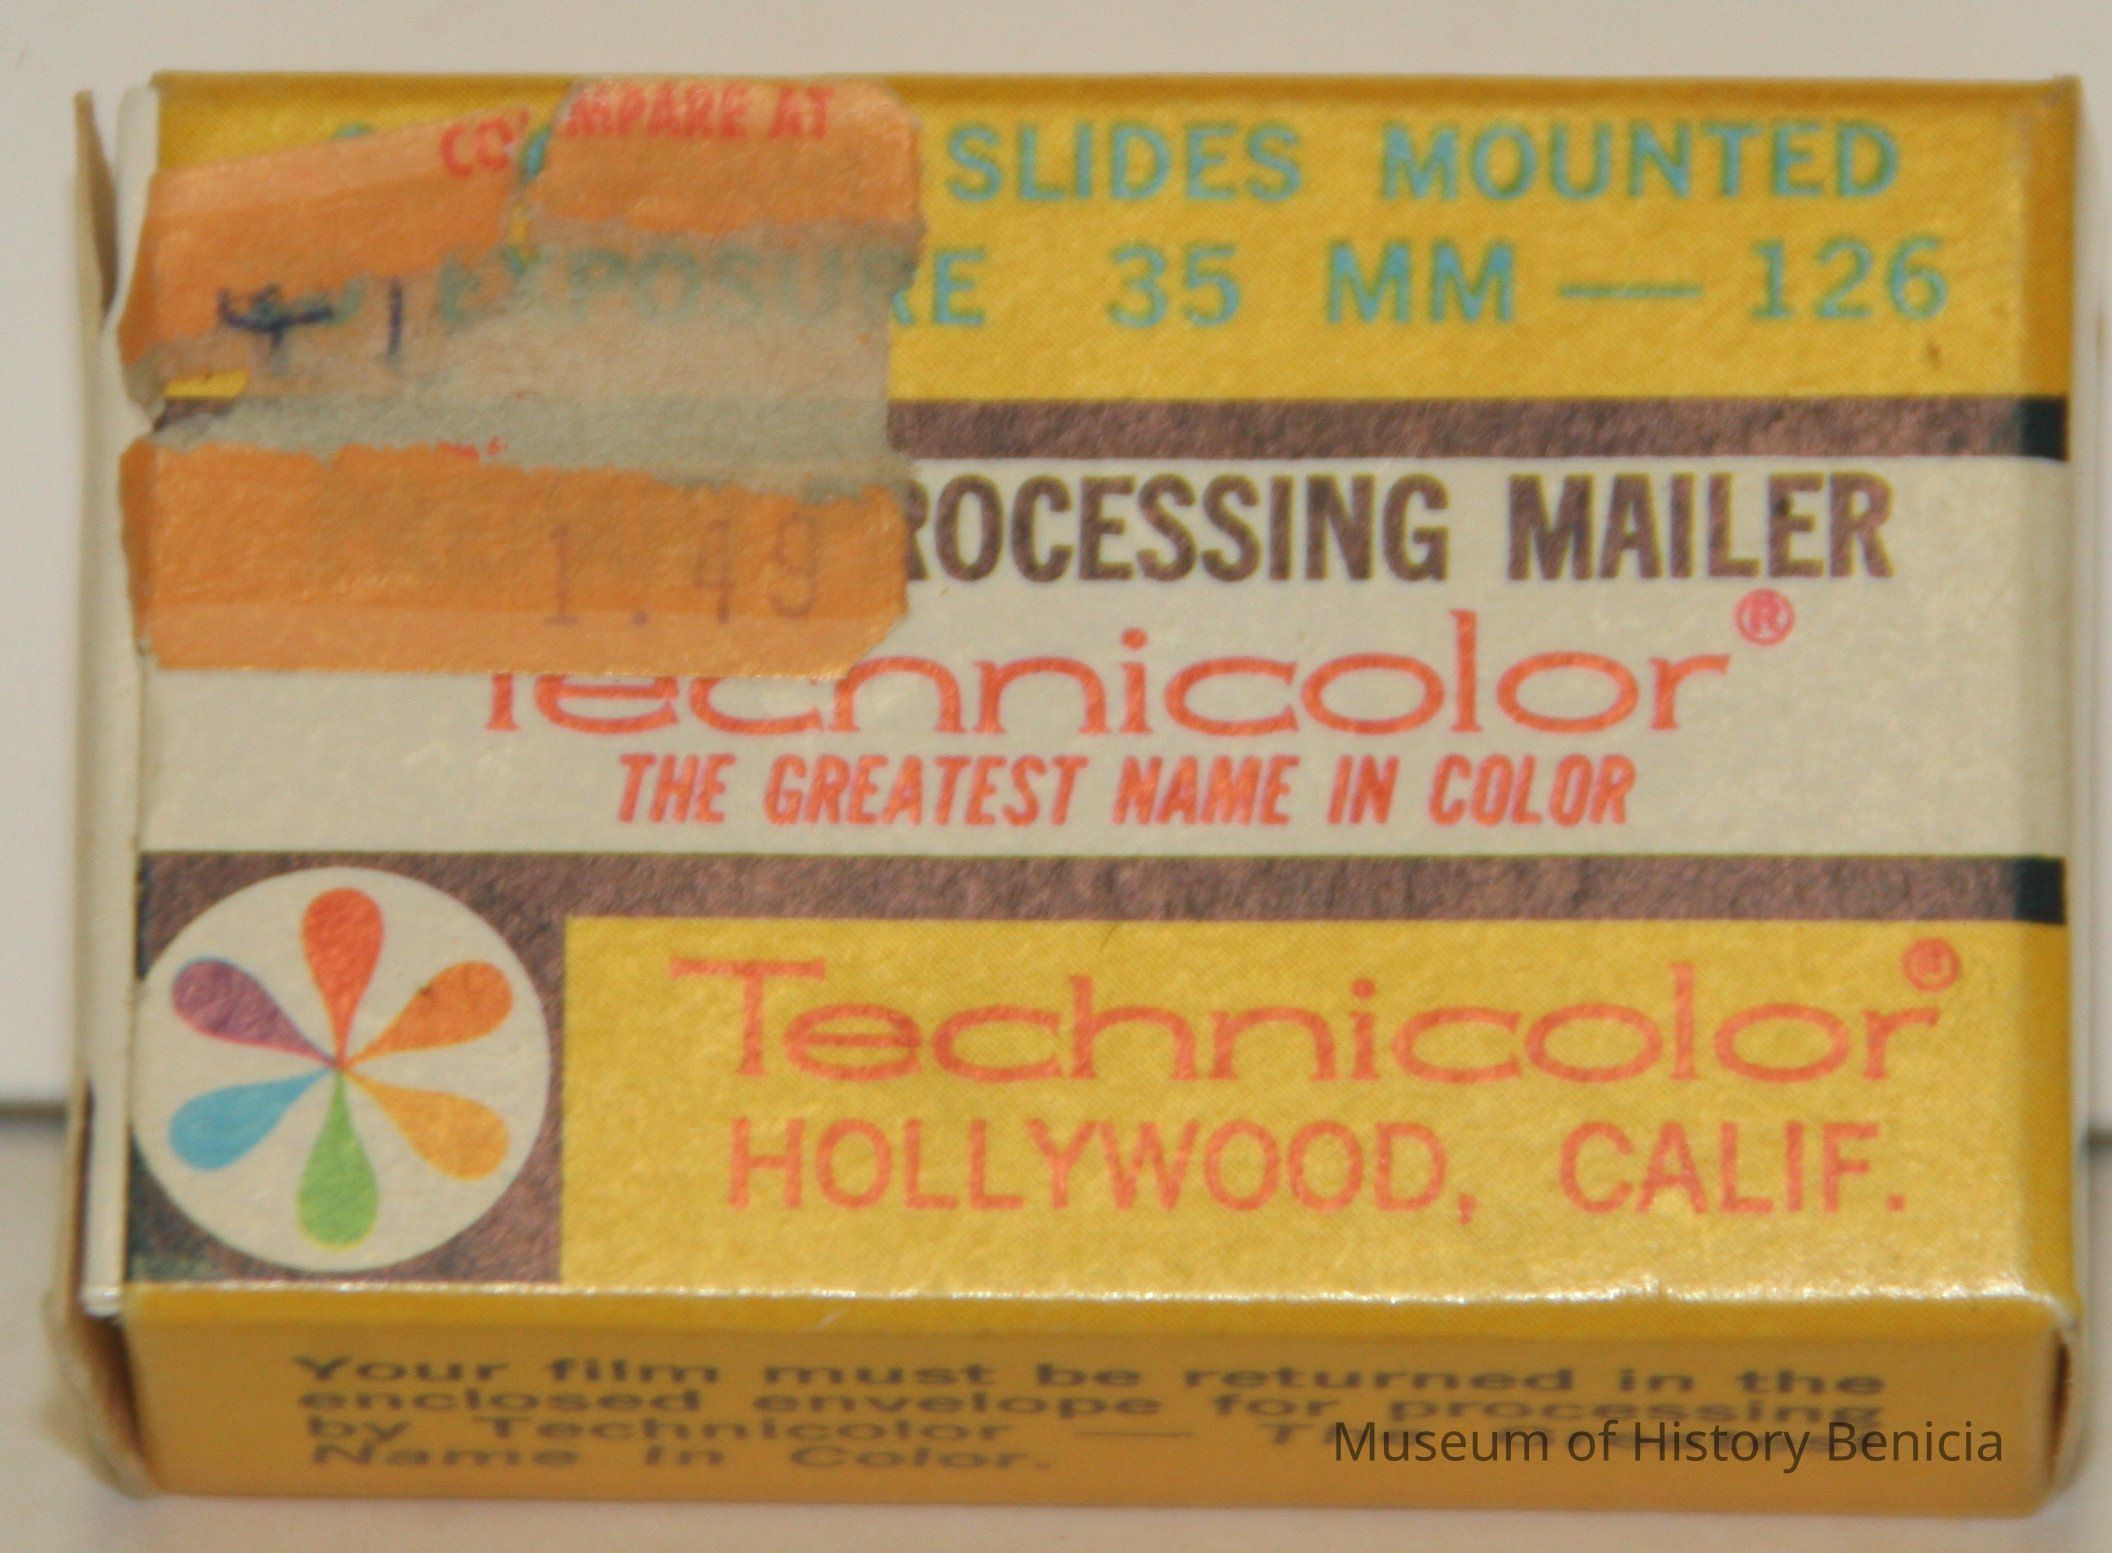 COMPARE AT
SLIDES MOUNTED
EXPOSURE 35 MM — 126
1.49
PROCESSING MAILER
Technicolor®
THE GREATEST NAME IN COLOR
Technicolor®
HOLLYWOOD, CALIF.
Your film must be returned in the
enclosed envelope for processing
by Technicolor —
Name in Color.
Museum of History Benicia